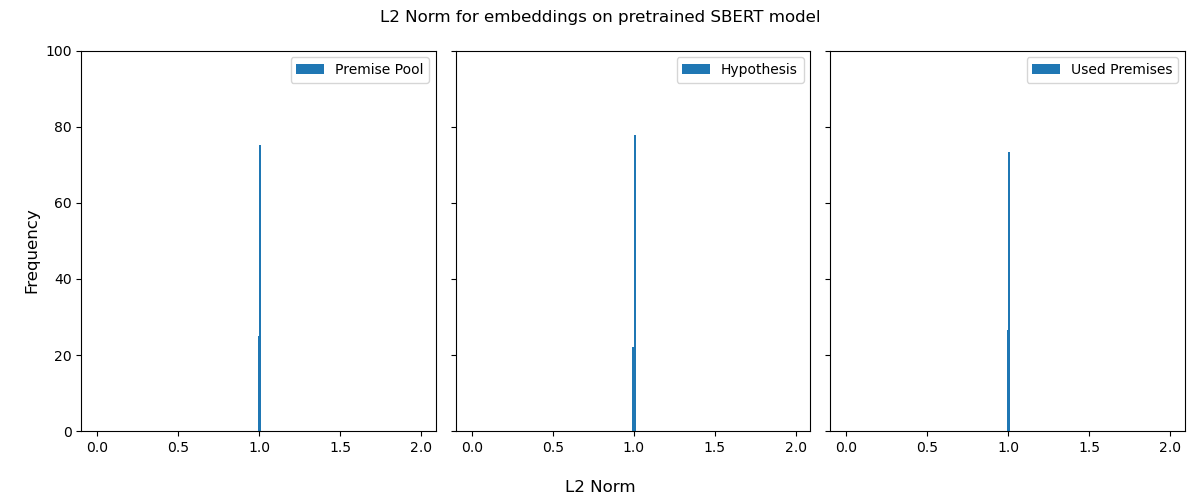 L2 Norm for embeddings on pretrained SBERT model
Premise Pool
Hypothesis
Used Premises
Frequency
100
80
60
40
20
0
0.0 0.5 1.0 1.5 2.0
0.0 0.5 1.0 1.5 2.0
0.0 0.5 1.0 1.5 2.0
L2 Norm